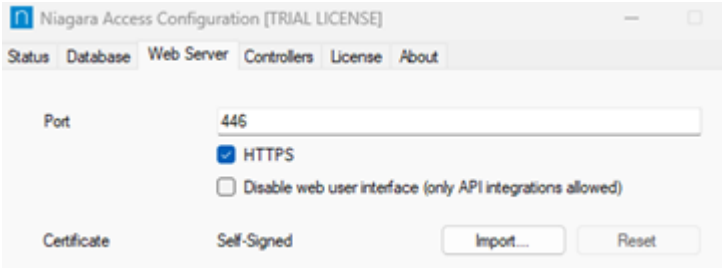 Niagara Access Configuration [TRIAL LICENSE]
Status Database Web Server Controllers License About
Port 446
HTTPS
Disable web user interface (only API integrations allowed)
Certificate Self-Signed Import... Reset